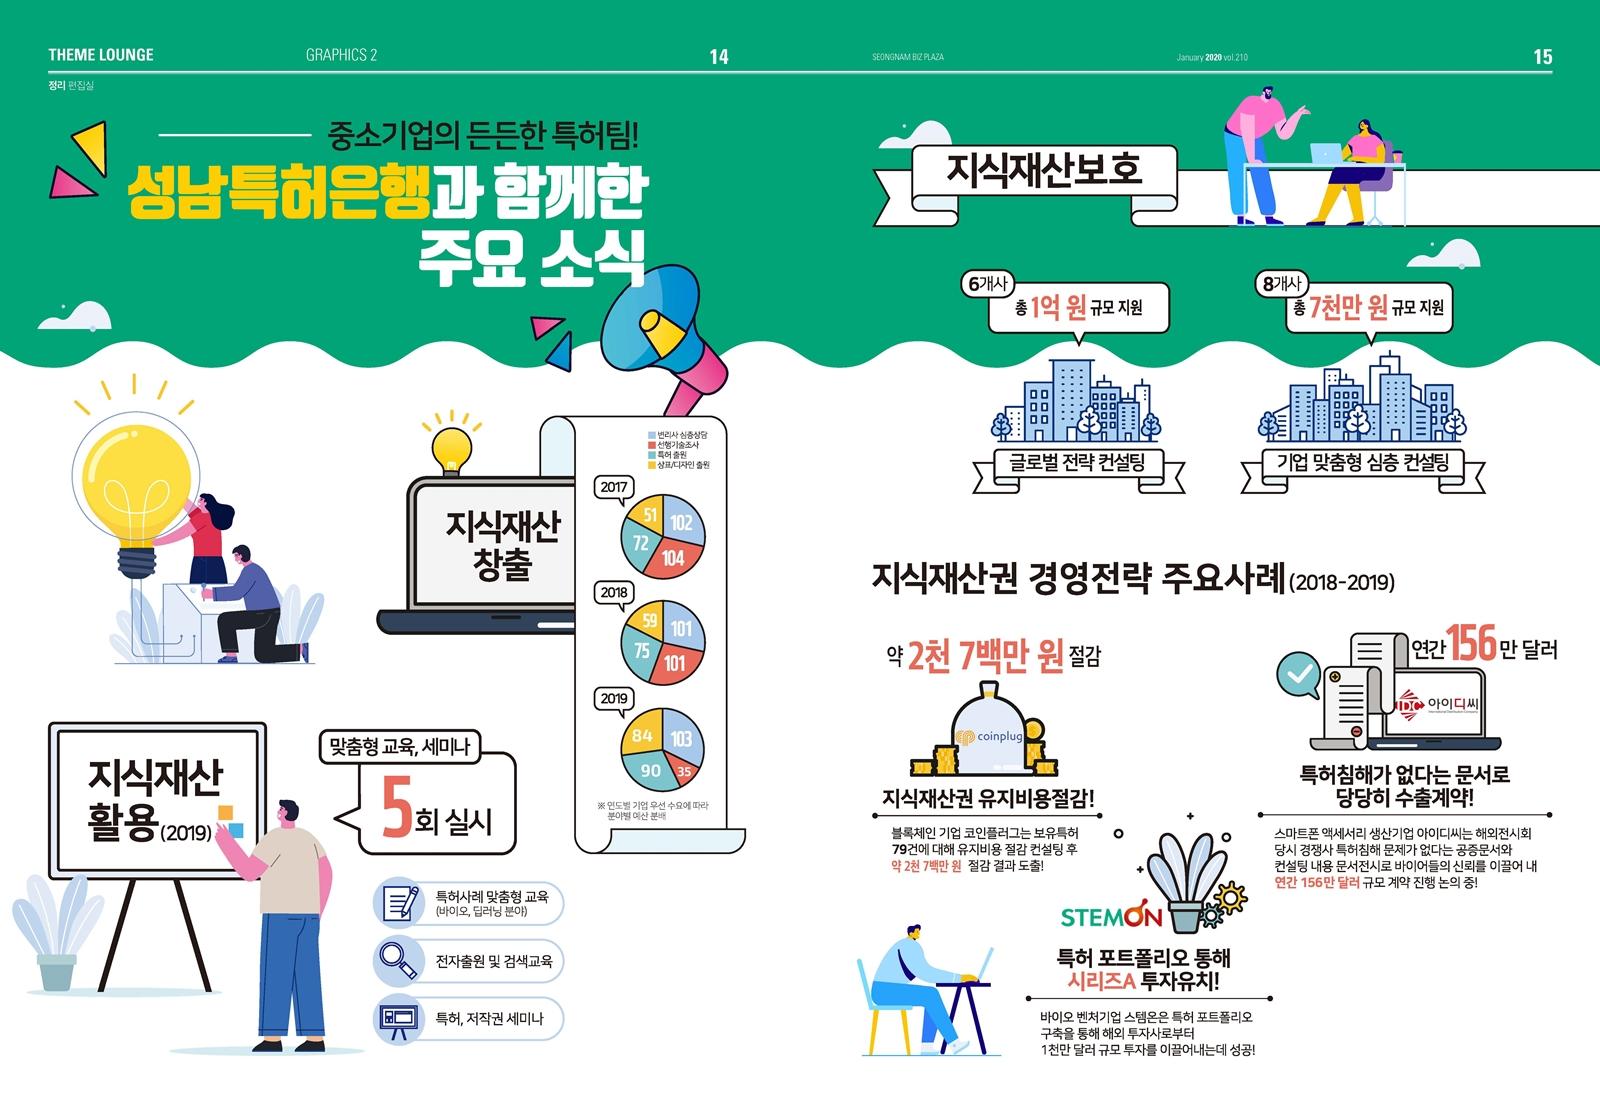 THEME LOUNGE
GRAPHICS 2
14
정리 편집실
중소기업의 든든한 특허팀!
성남특허은행과 함께한
주요 소식
지식재산
창출
변리사 심층상담
선행기술조사
특허 출원
상표/디자인 출원
2017
51
102
72
104
2018
59
101
75
101
2019
84
103
90
35
※ 연도별 기업 우선 수요에 따라
분야별 예산 분배
지식재산
활용(2019)
맞춤형 교육, 세미나
5회 실시
특허사례 맞춤형 교육
(바이오, 딥러닝 분야)
전자출원 및 검색교육
특허, 저작권 세미나
SEONGNAM BIZ PLAZA
January 2020 vol.210
15
지식재산보호
6개사
총 1억 원 규모 지원
글로벌 전략 컨설팅
8개사
총 7천만 원 규모 지원
기업 맞춤형 심층 컨설팅
지식재산권 경영전략 주요사례(2018-2019)
약 2천 7백만 원 절감
coinplug
지식재산권 유지비용절감!
블록체인 기업 코인플러그는 보유특허
79건에 대해 유지비용 절감 컨설팅 후
약 2천 7백만 원 절감 결과 도출!
연간 156만 달러
IDC 아이디씨
특허침해가 없다는 문서로
당당히 수출계약!
스마트폰 액세서리 생산기업 아이디씨는 해외전시회
당시 경쟁사 특허침해 문제가 없다는 공증문서와
컨설팅 내용 문서전시로 바이어들의 신뢰를 이끌어 내
연간 156만 달러 규모 계약 진행 논의 중!
STEMON
특허 포트폴리오 통해
시리즈A 투자유치!
바이오 벤처기업 스템온은 특허 포트폴리오
구축을 통해 해외 투자사로부터
1천만 달러 규모 투자를 이끌어내는데 성공!